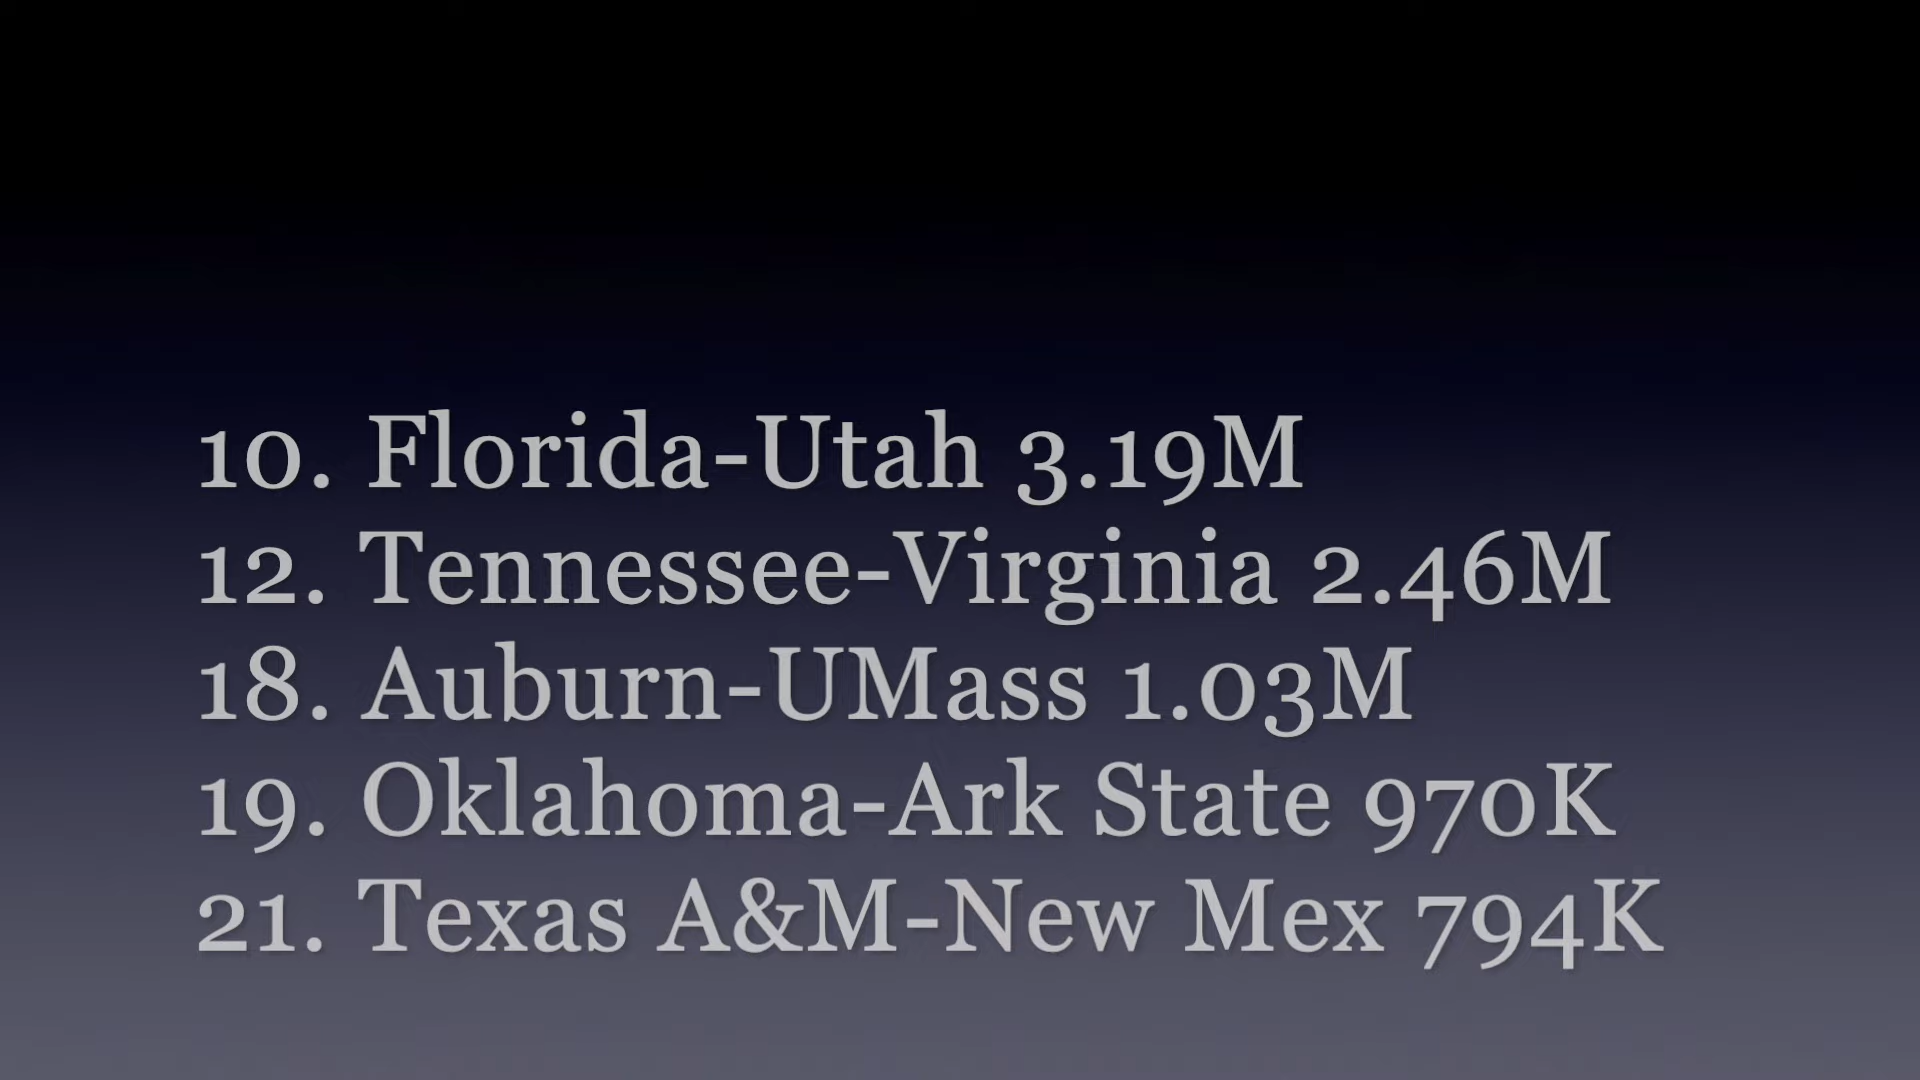 10. Florida-Utah 3.19M
12. Tennessee-Virginia 2.46M
18. Auburn-UMass 1.03M
19. Oklahoma-Ark State 970K
21. Texas A&M-New Mex 794K